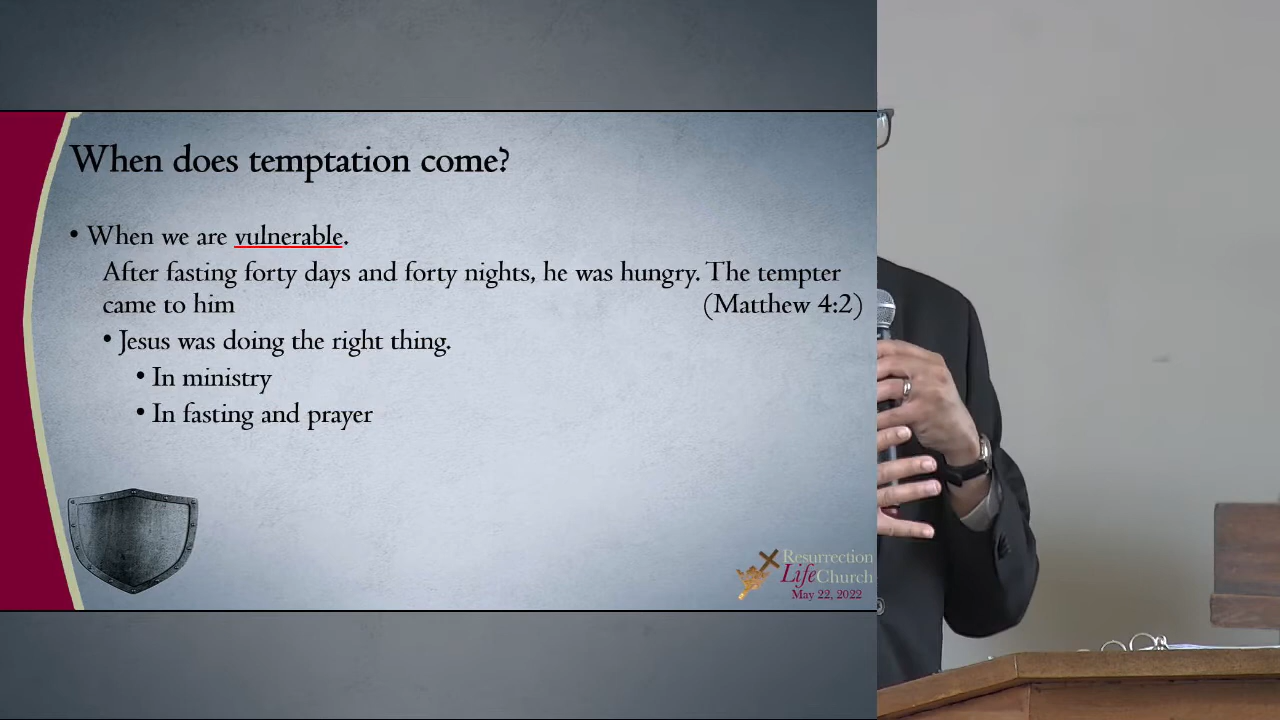 When does temptation come?
• When we are vulnerable.
After fasting forty days and forty nights, he was hungry. The tempter
came to him (Matthew 4:2)
• Jesus was doing the right thing.
• In ministry
• In fasting and prayer
Resurrection
LifeChurch
May 22, 2022